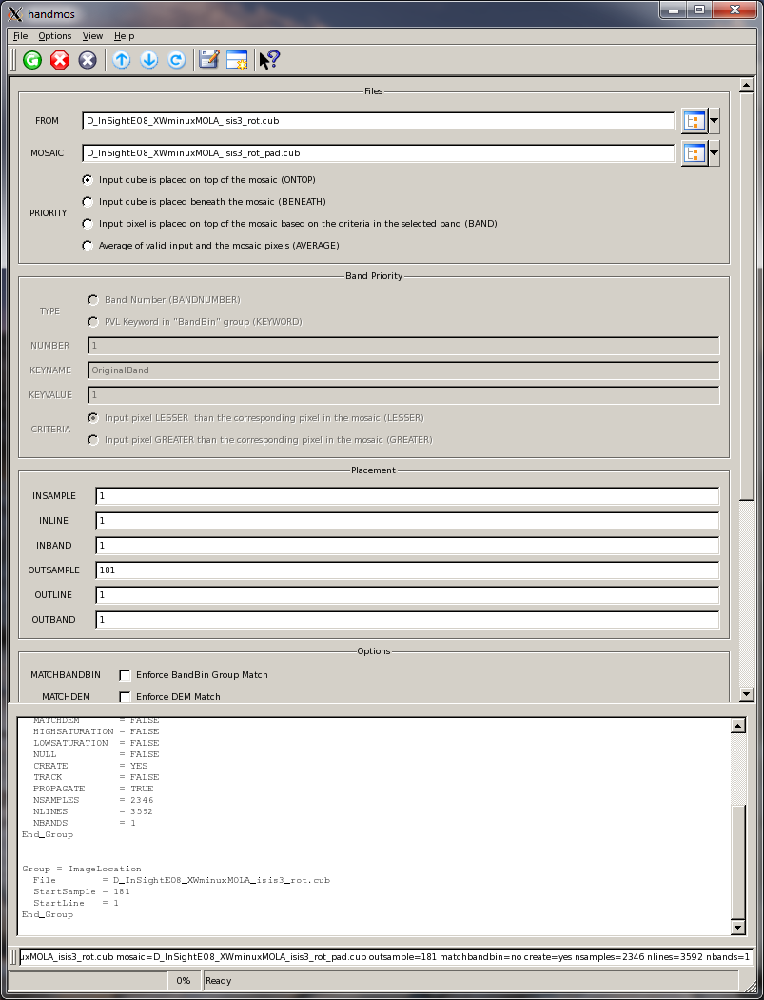 handmos
File Options View Help
Files
FROM D_InSightE08_XWminuxMOLA_isis3_rot.cub
MOSAIC D_InSightE08_XWminuxMOLA_isis3_rot_pad.cub
PRIORITY
Input cube is placed on top of the mosaic (ONTOP)
Input cube is placed beneath the mosaic (BENEATH)
Input pixel is placed on top of the mosaic based on the criteria in the selected band (BAND)
Average of valid input and the mosaic pixels (AVERAGE)
Band Priority
TYPE
Band Number (BANDNUMBER)
PVL Keyword in "BandBin" group (KEYWORD)
NUMBER 1
KEYNAME OriginalBand
KEYVALUE 1
CRITERIA
Input pixel LESSER than the corresponding pixel in the mosaic (LESSER)
Input pixel GREATER than the corresponding pixel in the mosaic (GREATER)
Placement
INSAMPLE 1
INLINE 1
INBAND 1
OUTSAMPLE 181
OUTLINE 1
OUTBAND 1
Options
MATCHBANDBIN Enforce BandBin Group Match
MATCHDEM Enforce DEM Match
MATCHDEM = FALSE
HIGHSATURATION = FALSE
LOWSATURATION = FALSE
NULL = FALSE
CREATE = YES
TRACK = FALSE
PROPAGATE = TRUE
NSAMPLES = 2346
NLINES = 3592
NBANDS = 1
End_Group
Group = ImageLocation
File = D_InSightE08_XWminuxMOLA_isis3_rot.cub
StartSample = 181
StartLine = 1
End_Group
uxMOLA_isis3_rot.cub mosaic=D_InSightE08_XWminuxMOLA_isis3_rot_pad.cub outsample=181 matchbandbin=no create=yes nsamples=2346 nlines=3592 nbands=1
0% Ready